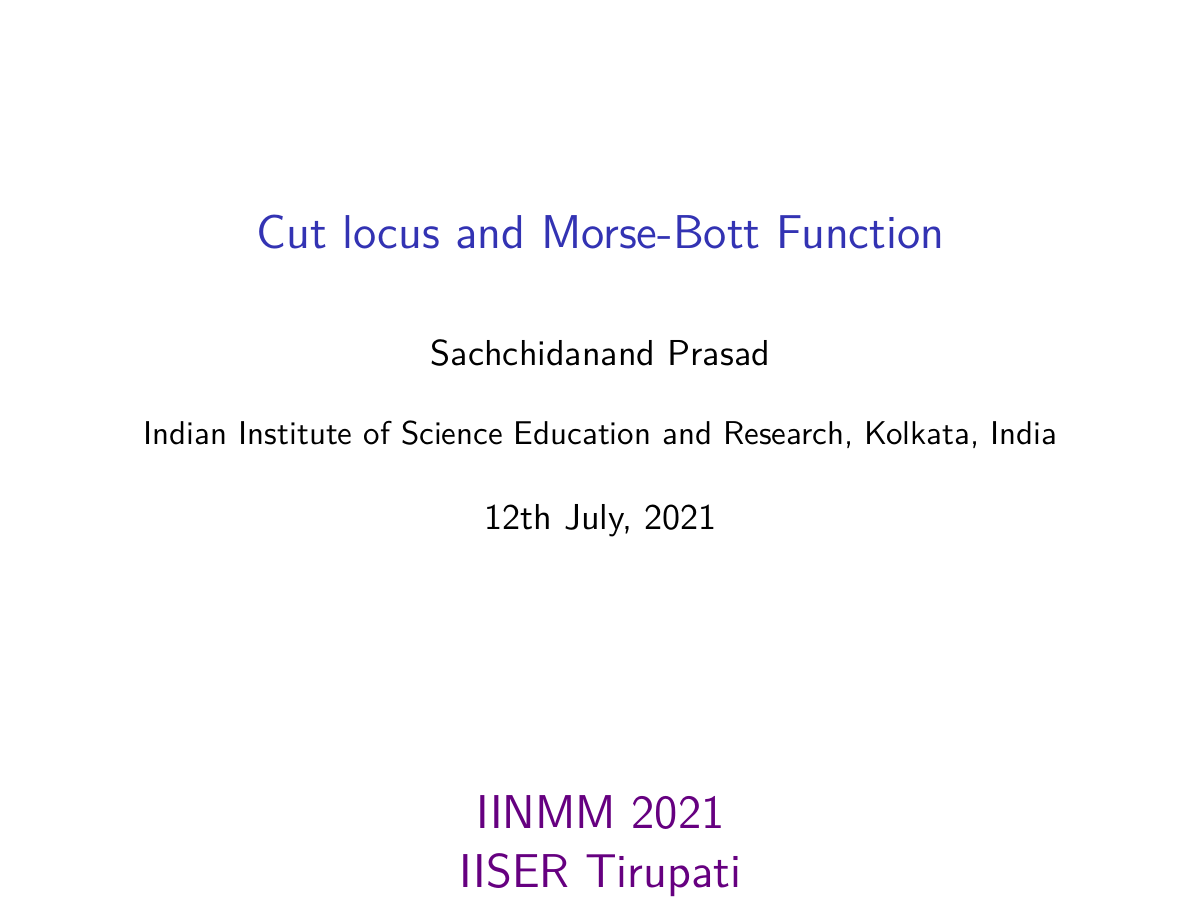 Cut locus and Morse-Bott Function
Sachchidanand Prasad
Indian Institute of Science Education and Research, Kolkata, India
12th July, 2021
IINMM 2021
IISER Tirupati